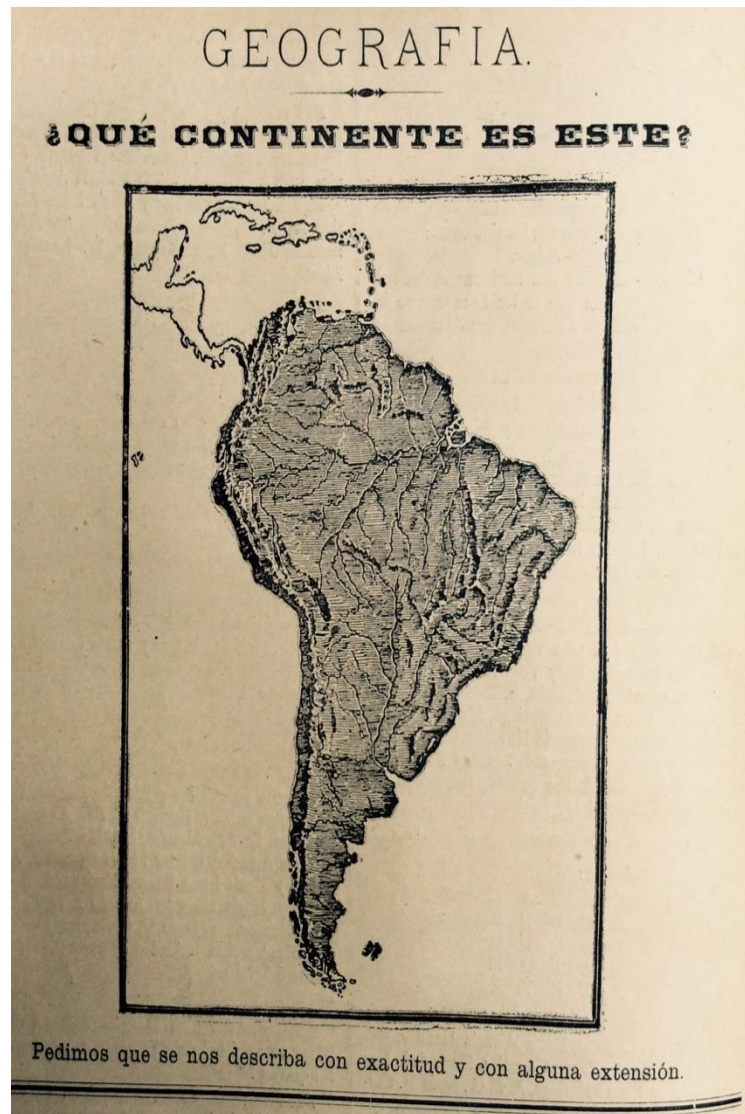 GEOGRAFIA.
¿QUÉ CONTINENTE ES ESTE?
Pedimos que se nos describa con exactitud y con alguna extensión.